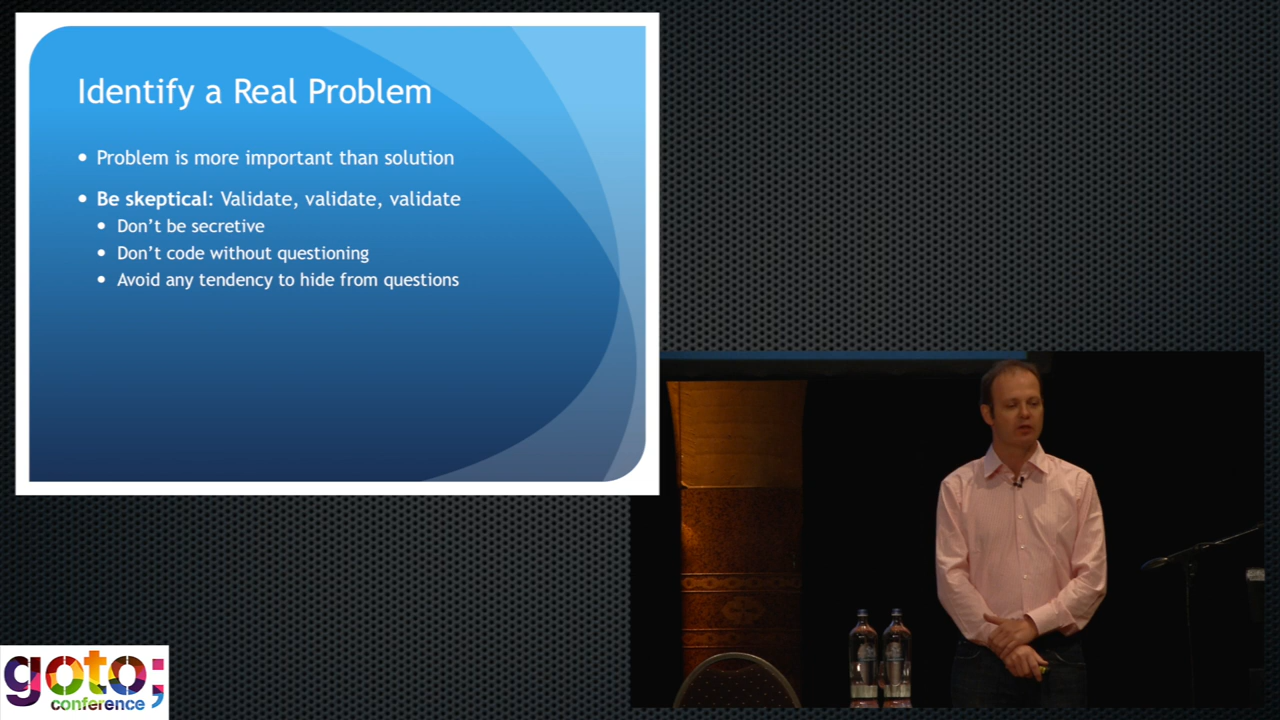 Identify a Real Problem
• Problem is more important than solution
• Be skeptical: Validate, validate, validate
• Don't be secretive
• Don't code without questioning
• Avoid any tendency to hide from questions
goto;
conference